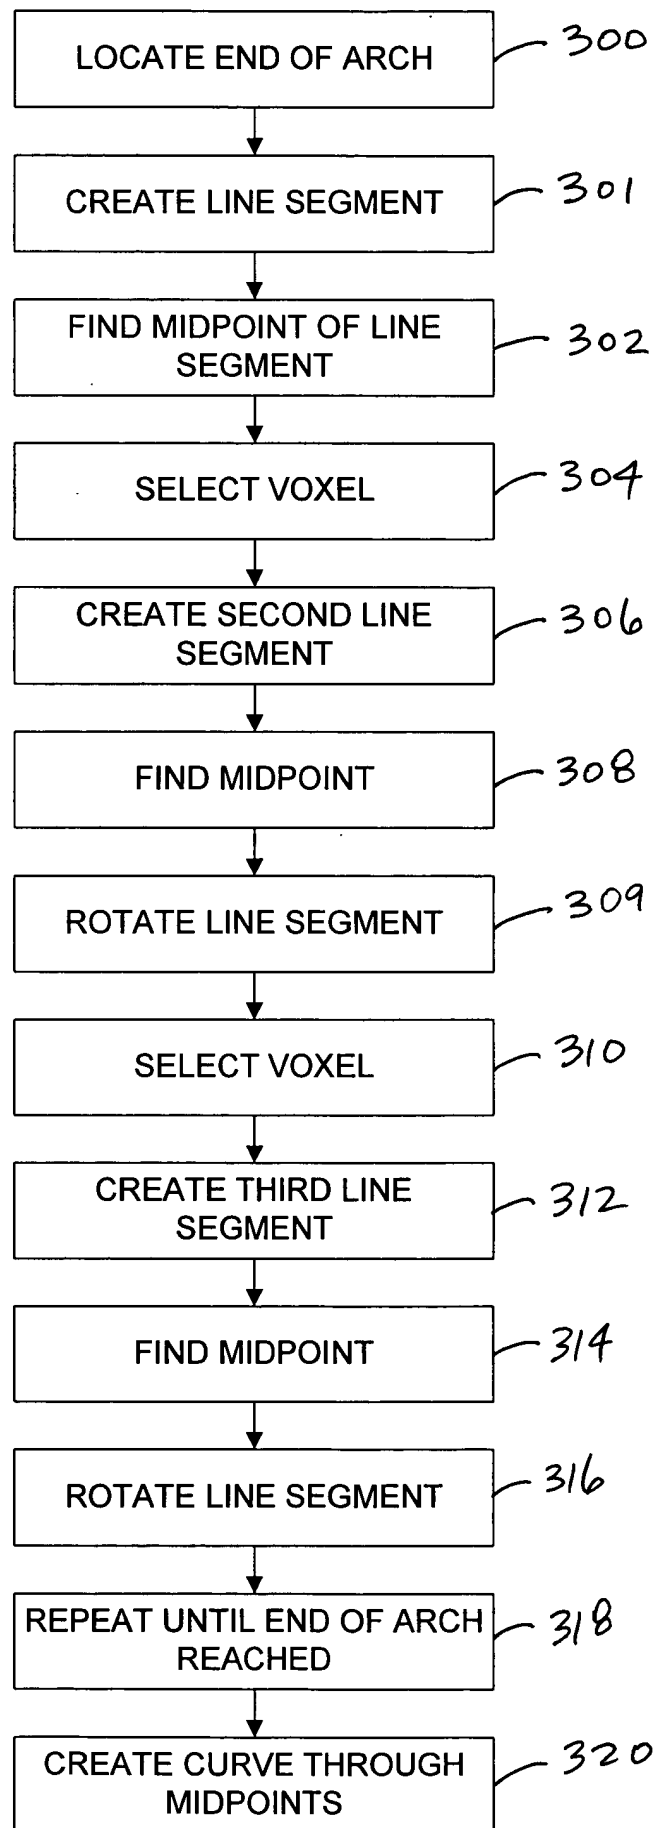 LOCATE END OF ARCH
300
CREATE LINE SEGMENT
301
FIND MIDPOINT OF LINE
SEGMENT
302
SELECT VOXEL
304
CREATE SECOND LINE
SEGMENT
306
FIND MIDPOINT
308
ROTATE LINE SEGMENT
309
SELECT VOXEL
310
CREATE THIRD LINE
SEGMENT
312
FIND MIDPOINT
314
ROTATE LINE SEGMENT
316
REPEAT UNTIL END OF ARCH
REACHED
318
CREATE CURVE THROUGH
MIDPOINTS
320